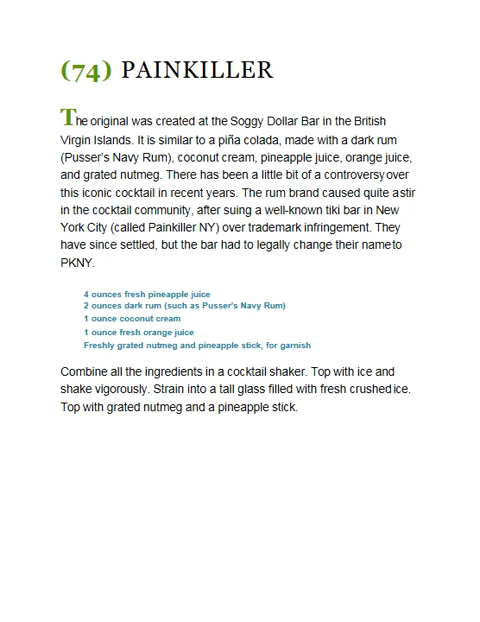 (74) PAINKILLER
The original was created at the Soggy Dollar Bar in the British
Virgin Islands. It is similar to a piña colada, made with a dark rum
(Pusser's Navy Rum), coconut cream, pineapple juice, orange juice,
and grated nutmeg. There has been a little bit of a controversy over
this iconic cocktail in recent years. The rum brand caused quite a stir
in the cocktail community, after suing a well-known tiki bar in New
York City (called Painkiller NY) over trademark infringement. They
have since settled, but the bar had to legally change their name to
PKNY.
4 ounces fresh pineapple juice
2 ounces dark rum (such as Pusser's Navy Rum)
1 ounce coconut cream
1 ounce fresh orange juice
Freshly grated nutmeg and pineapple stick, for garnish
Combine all the ingredients in a cocktail shaker. Top with ice and
shake vigorously. Strain into a tall glass filled with fresh crushed ice.
Top with grated nutmeg and a pineapple stick.